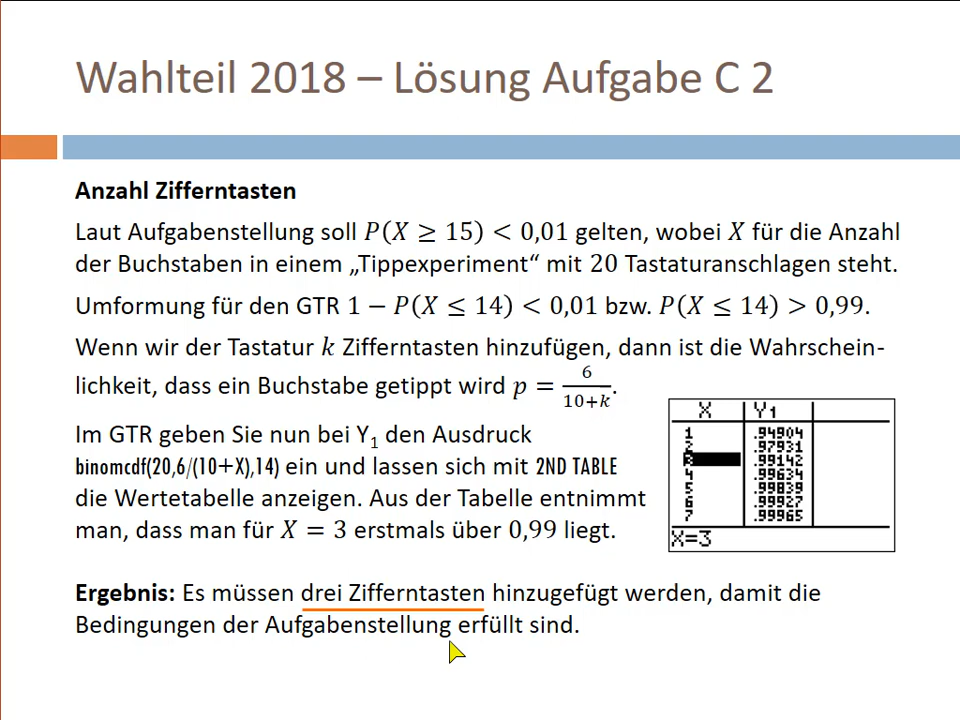 Wahlteil 2018 – Lösung Aufgabe C 2
Anzahl Zifferntasten
Laut Aufgabenstellung soll P(X ≥ 15) < 0,01 gelten, wobei X für die Anzahl
der Buchstaben in einem „Tippexperiment“ mit 20 Tastaturanschlagen steht.
Umformung für den GTR 1 − P(X ≤ 14) < 0,01 bzw. P(X ≤ 14) > 0,99.
Wenn wir der Tastatur k Zifferntasten hinzufügen, dann ist die Wahrschein-
lichkeit, dass ein Buchstabe getippt wird p = 6/(10+k).
Im GTR geben Sie nun bei Y₁ den Ausdruck
binomcdf(20,6/(10+X),14) ein und lassen sich mit 2ND TABLE
die Wertetabelle anzeigen. Aus der Tabelle entnimmt
man, dass man für X = 3 erstmals über 0,99 liegt.
X Y₁
1 .94904
2 .97931
3 .99142
4 .99634
5 .99839
6 .99927
7 .99965
X=3
Ergebnis: Es müssen drei Zifferntasten hinzugefügt werden, damit die
Bedingungen der Aufgabenstellung erfüllt sind.